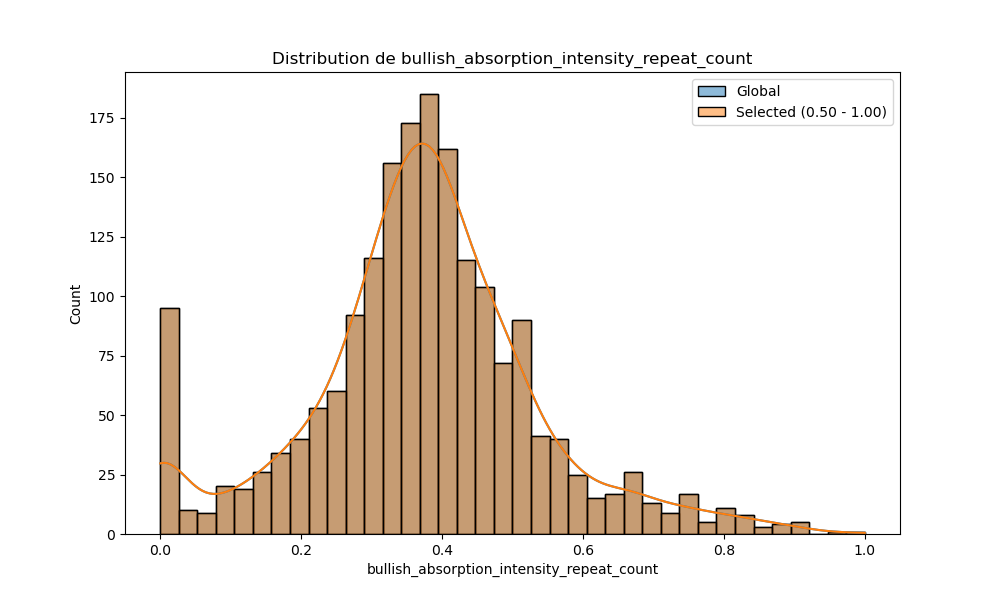 Distribution de bullish_absorption_intensity_repeat_count
Global
Selected (0.50 - 1.00)
175
150
125
100
75
50
25
0
Count
0.0 0.2 0.4 0.6 0.8 1.0
bullish_absorption_intensity_repeat_count